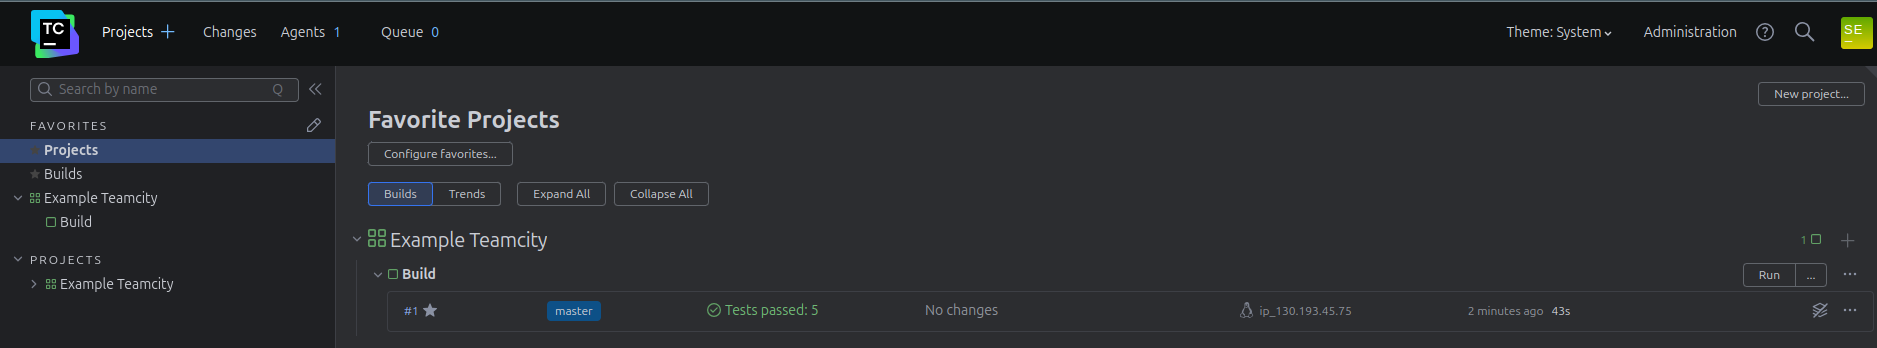 TC
Projects
Changes
Agents 1
Queue 0
Theme: System
Administration
?
SE
Search by name Q
FAVORITES
Projects
Builds
Example Teamcity
Build
PROJECTS
Example Teamcity
New project...
Favorite Projects
Configure favorites...
Builds Trends Expand All Collapse All
Example Teamcity 1
Build Run ...
#1 master Tests passed: 5 No changes ip_130.193.45.75 2 minutes ago 43s